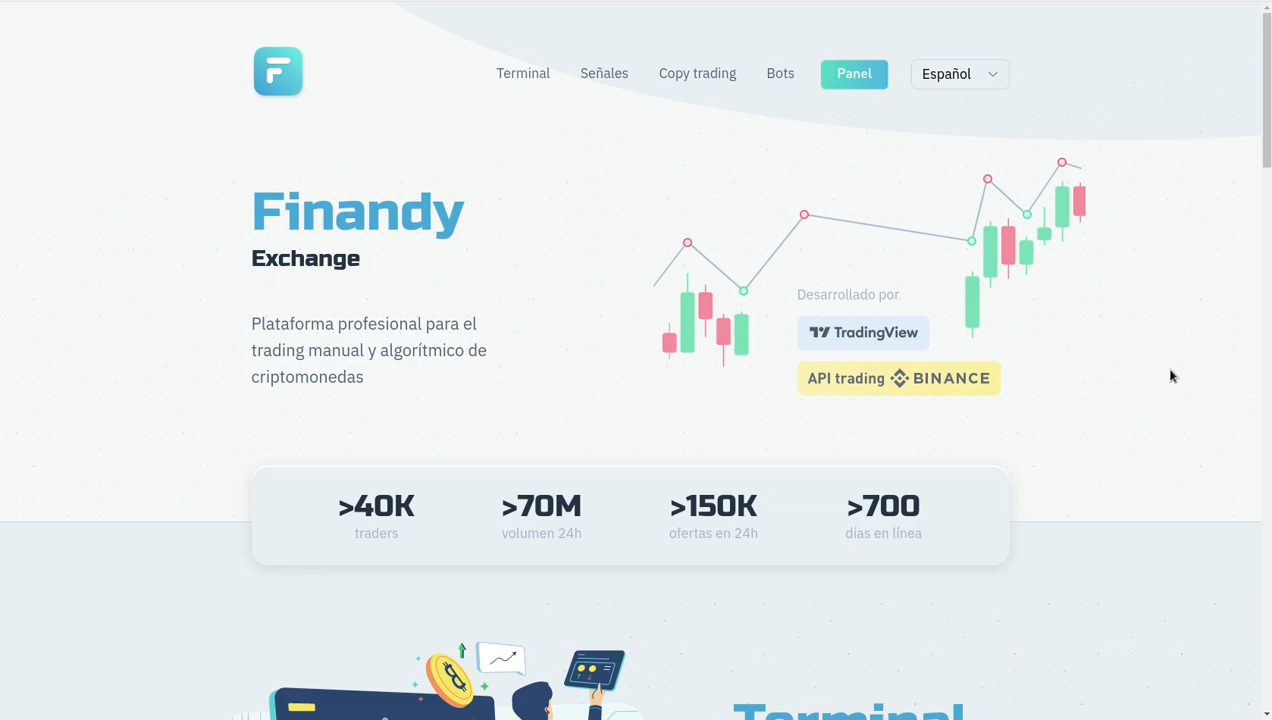 Terminal Señales Copy trading Bots Panel Español
Finandy
Exchange
Plataforma profesional para el
trading manual y algorítmico de
criptomonedas
Desarrollado por
TradingView
API trading BINANCE
>40K >70M >150K >700
traders volumen 24h ofertas en 24h días en línea
Terminal